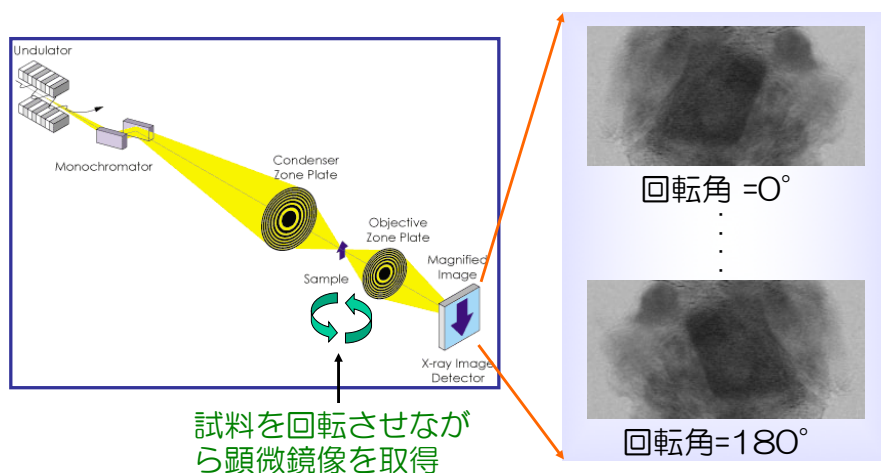 Undulator
Monochromator
Condenser
Zone Plate
Objective
Zone Plate
Sample
Magnified
Image
X-ray Image
Detector
試料を回転させなが
ら顕微鏡像を取得
回転角 =0°
回転角=180°